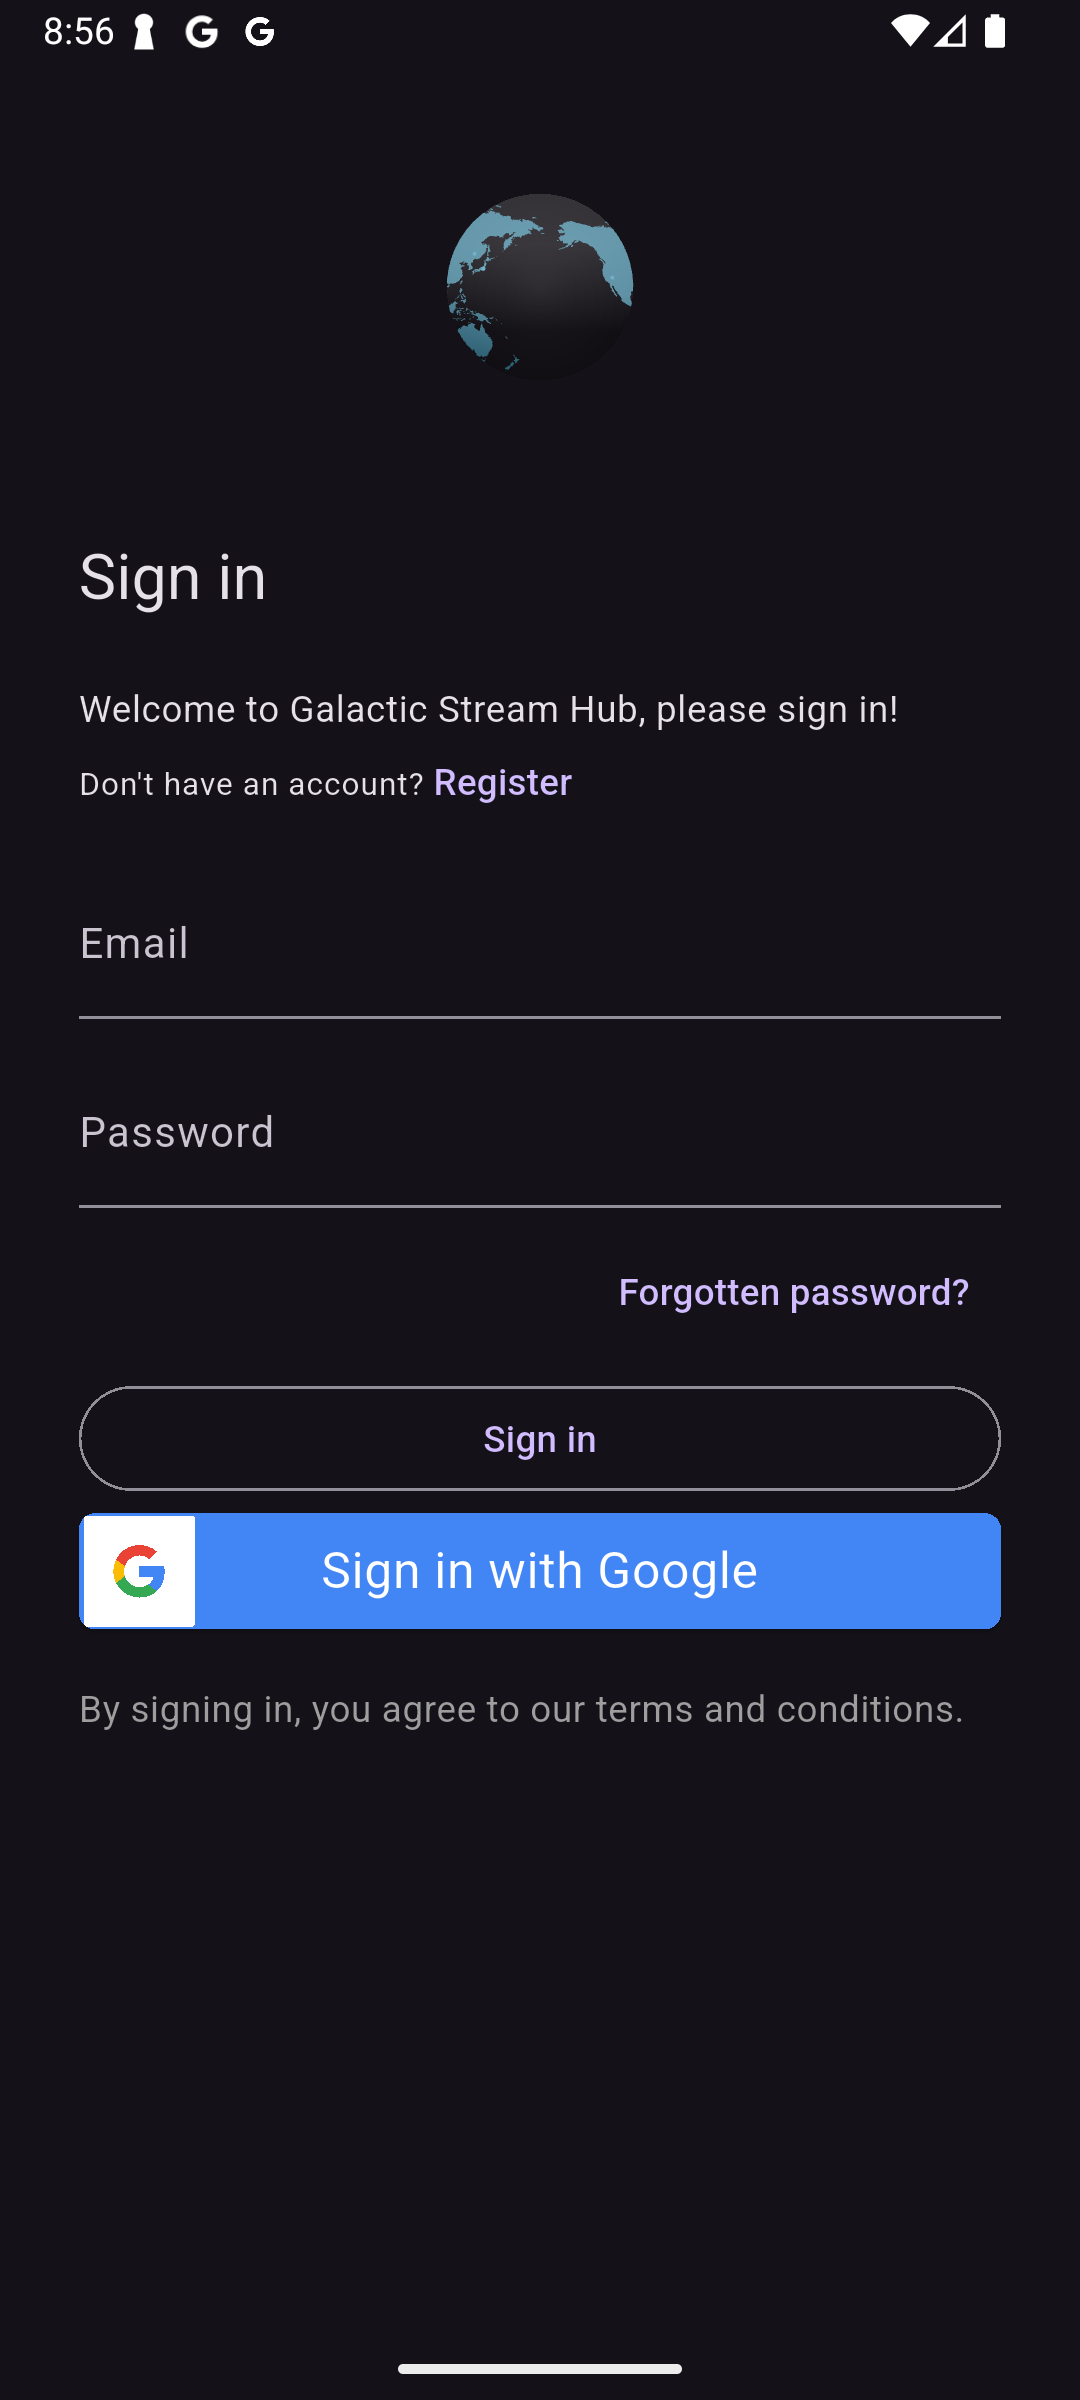 8:56
Sign in
Welcome to Galactic Stream Hub, please sign in!
Don't have an account? Register
Email
Password
Forgotten password?
Sign in
Sign in with Google
By signing in, you agree to our terms and conditions.